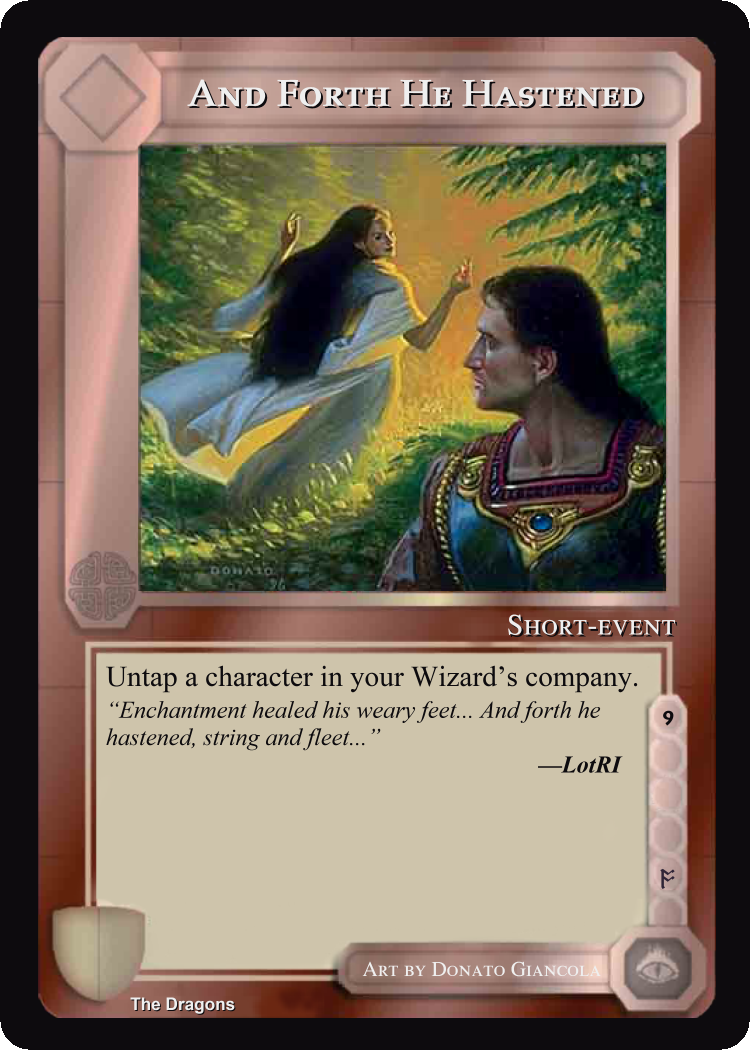 And Forth He Hastened
DONATO
96
Short-event
Untap a character in your Wizard's company.
“Enchantment healed his weary feet... And forth he
hastened, string and fleet...”
—LotRI
9
ᚩ
Art by Donato Giancola
The Dragons